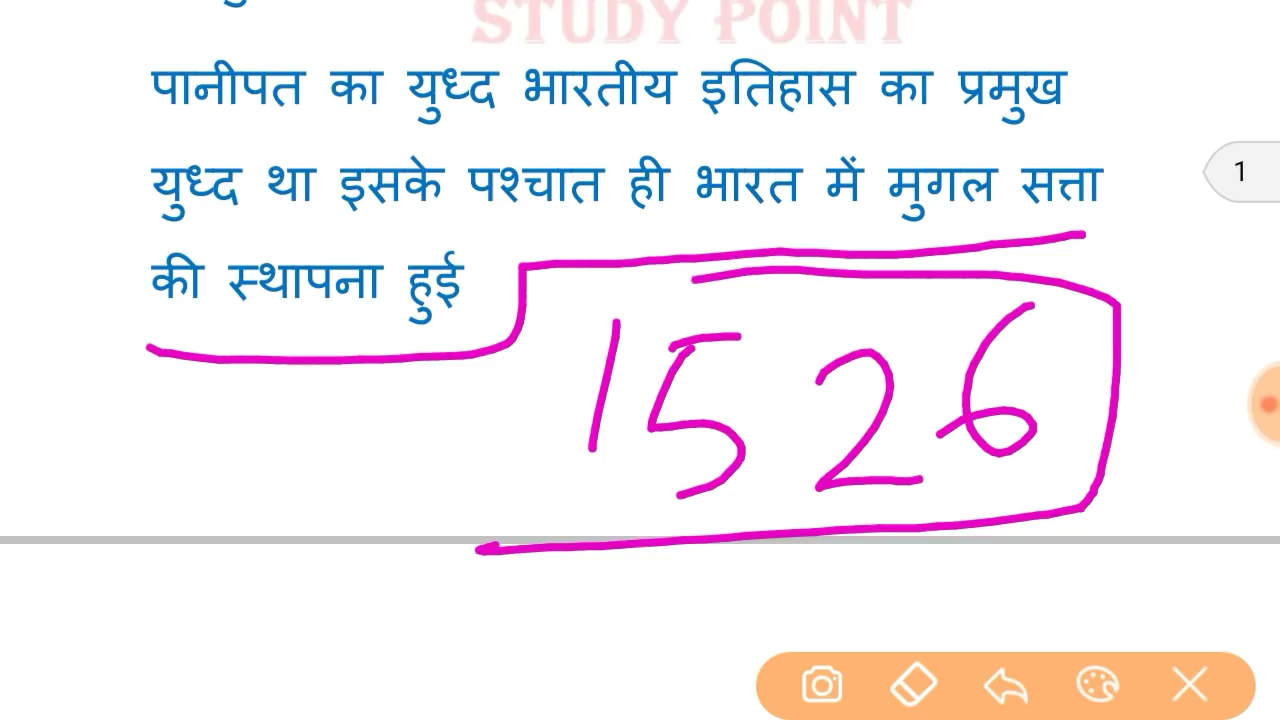 STUDY POINT
पानीपत का युध्द भारतीय इतिहास का प्रमुख
युध्द था इसके पश्चात ही भारत में मुगल सत्ता
की स्थापना हुई
1526
1